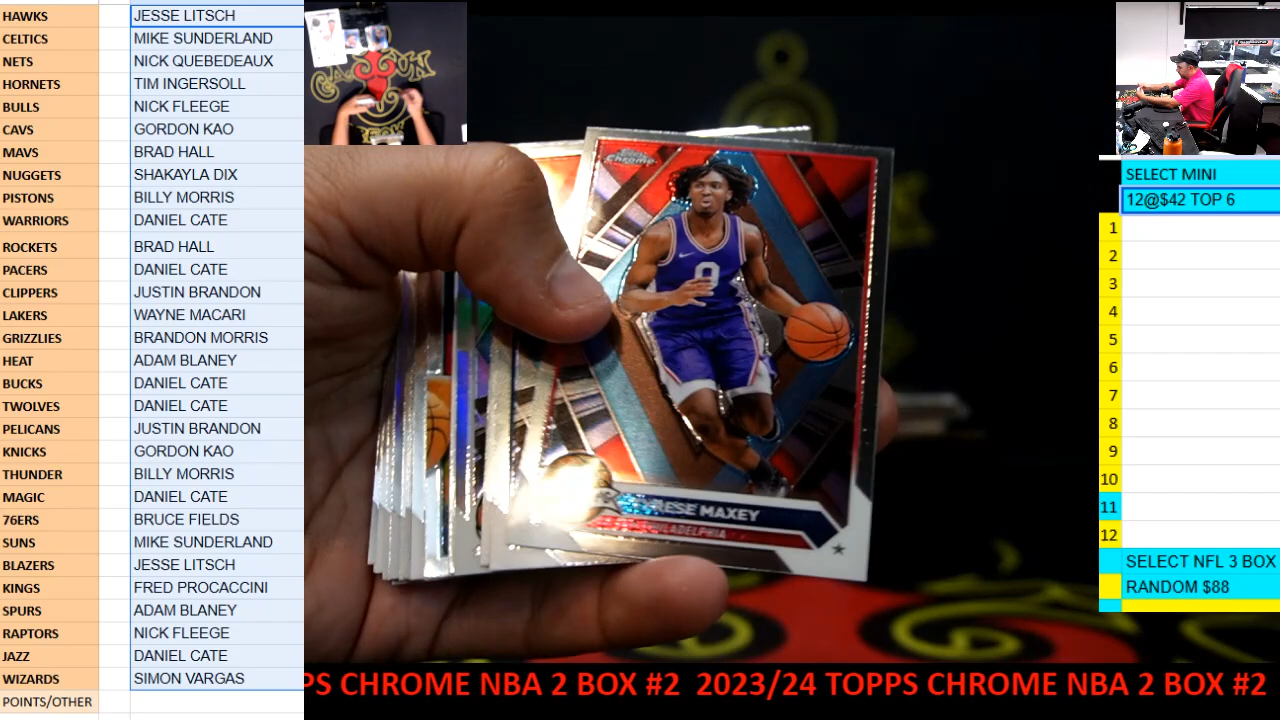 HAWKS JESSE LITSCH
CELTICS MIKE SUNDERLAND
NETS NICK QUEBEDEAUX
HORNETS TIM INGERSOLL
BULLS NICK FLEEGE
CAVS GORDON KAO
MAVS BRAD HALL
NUGGETS SHAKAYLA DIX
PISTONS BILLY MORRIS
WARRIORS DANIEL CATE
ROCKETS BRAD HALL
PACERS DANIEL CATE
CLIPPERS JUSTIN BRANDON
LAKERS WAYNE MACARI
GRIZZLIES BRANDON MORRIS
HEAT ADAM BLANEY
BUCKS DANIEL CATE
TWOLVES DANIEL CATE
PELICANS JUSTIN BRANDON
KNICKS GORDON KAO
THUNDER BILLY MORRIS
MAGIC DANIEL CATE
76ERS BRUCE FIELDS
SUNS MIKE SUNDERLAND
BLAZERS JESSE LITSCH
KINGS FRED PROCACCINI
SPURS ADAM BLANEY
RAPTORS NICK FLEEGE
JAZZ DANIEL CATE
WIZARDS SIMON VARGAS
POINTS/OTHER
Topps
Chrome
0
MAXEY
PHILADELPHIA
SELECT MINI
12@$42 TOP 6
1
2
3
4
5
6
7
8
9
10
11
12
SELECT NFL 3 BOX
RANDOM $88
PS CHROME NBA 2 BOX #2 2023/24 TOPPS CHROME NBA 2 BOX #2